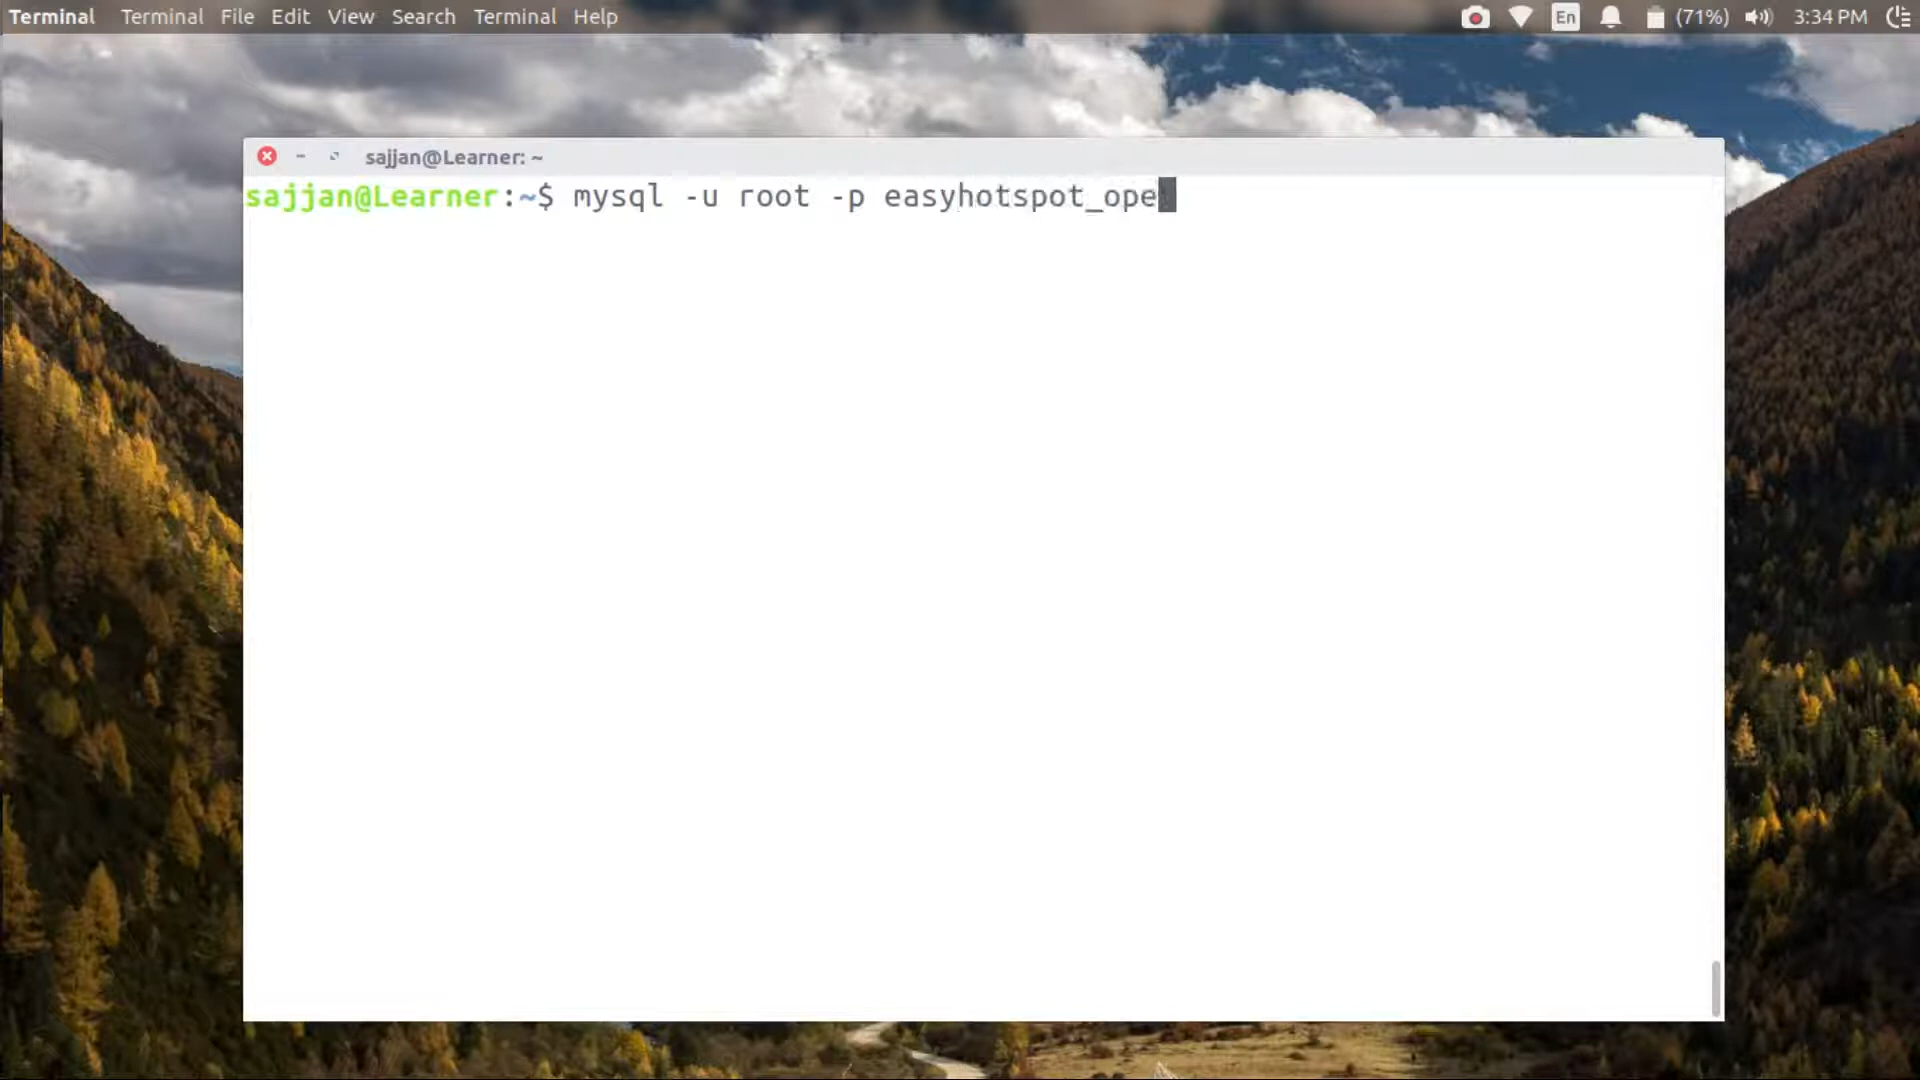 Terminal Terminal File Edit View Search Terminal Help En (71%) 3:34 PM
sajjan@Learner: ~
sajjan@Learner:~$ mysql -u root -p easyhotspot_ope